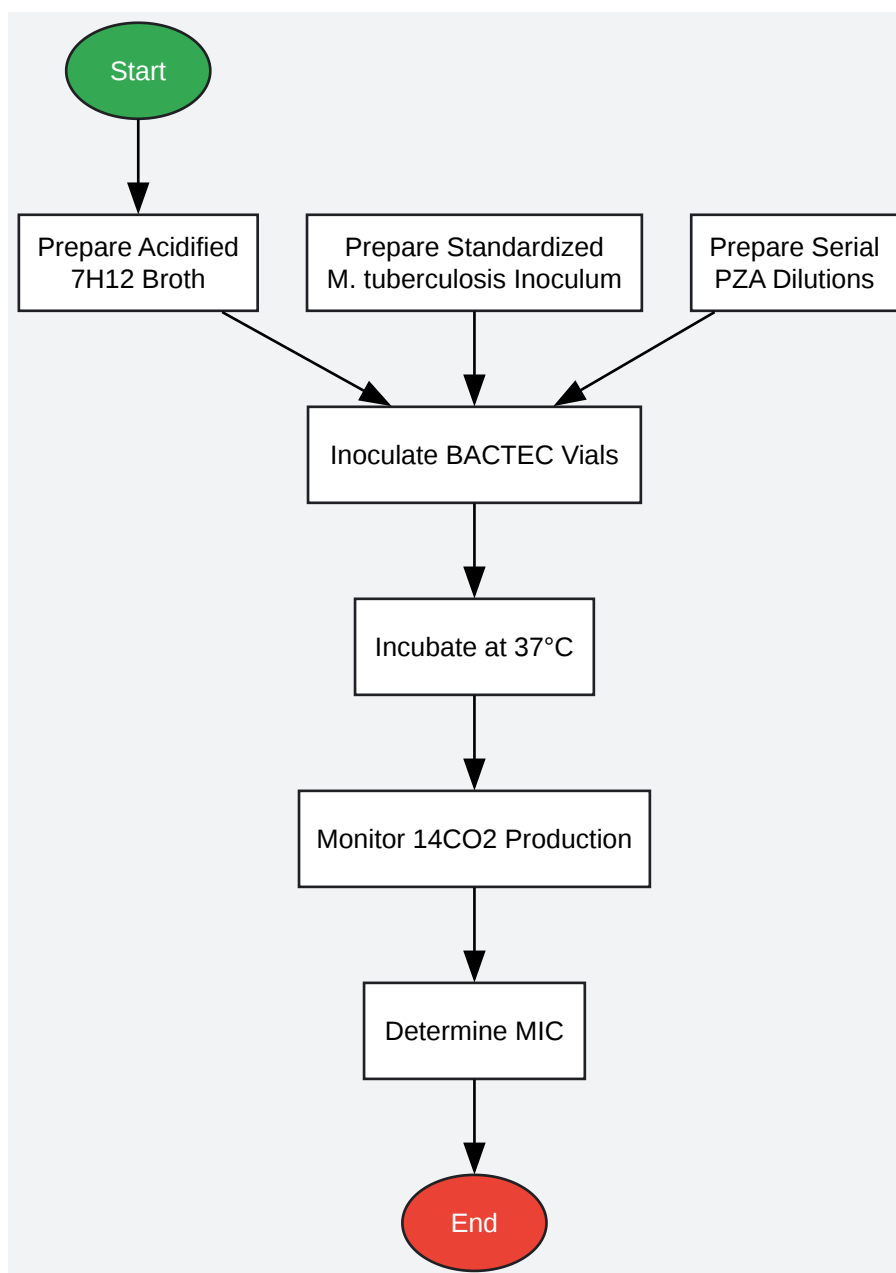 Start
Prepare Acidified
7H12 Broth
Prepare Standardized
M. tuberculosis Inoculum
Prepare Serial
PZA Dilutions
Inoculate BACTEC Vials
Incubate at 37°C
Monitor 14CO2 Production
Determine MIC
End